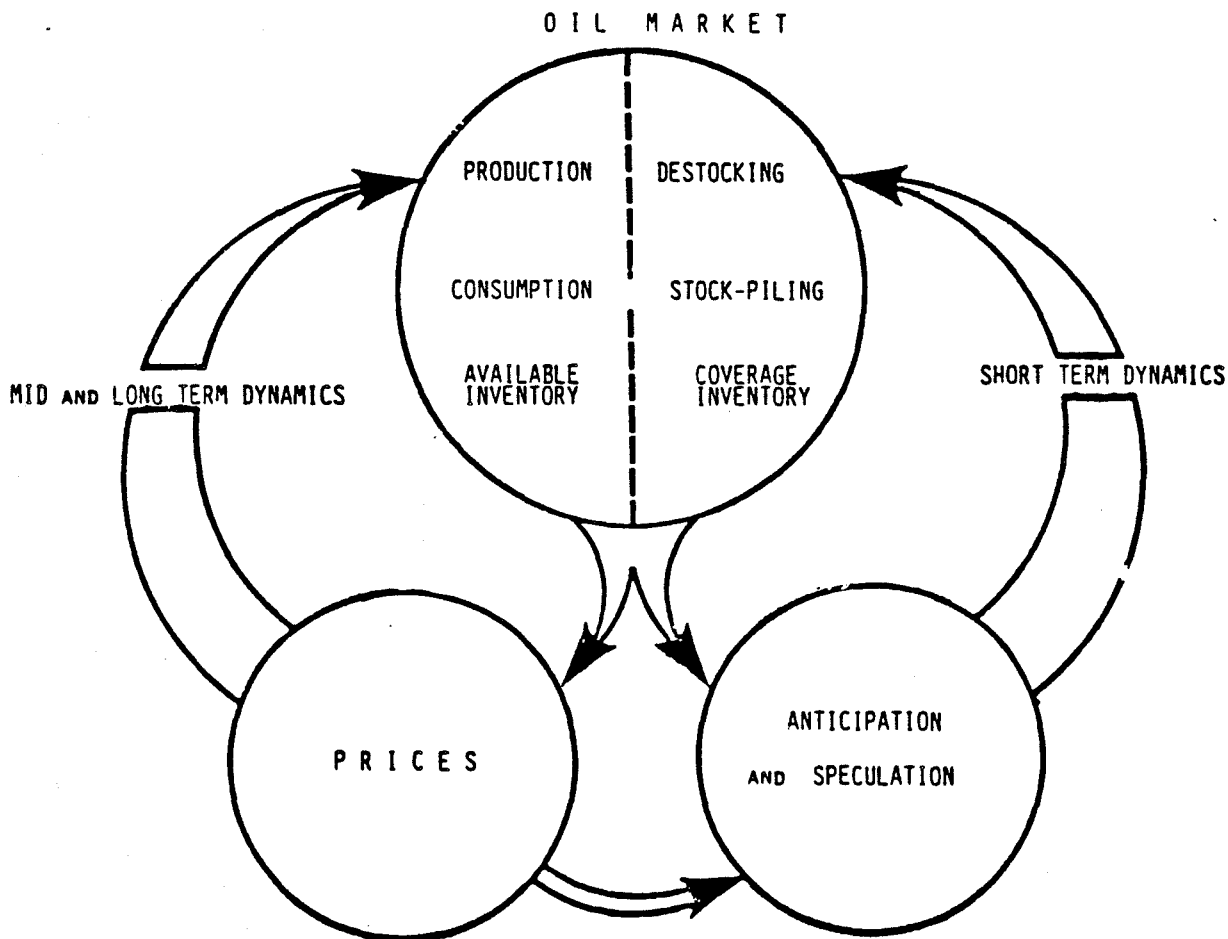 OIL MARKET
PRODUCTION
DESTOCKING
CONSUMPTION
STOCK-PILING
AVAILABLE
INVENTORY
COVERAGE
INVENTORY
MID AND LONG TERM DYNAMICS
SHORT TERM DYNAMICS
PRICES
ANTICIPATION
AND SPECULATION